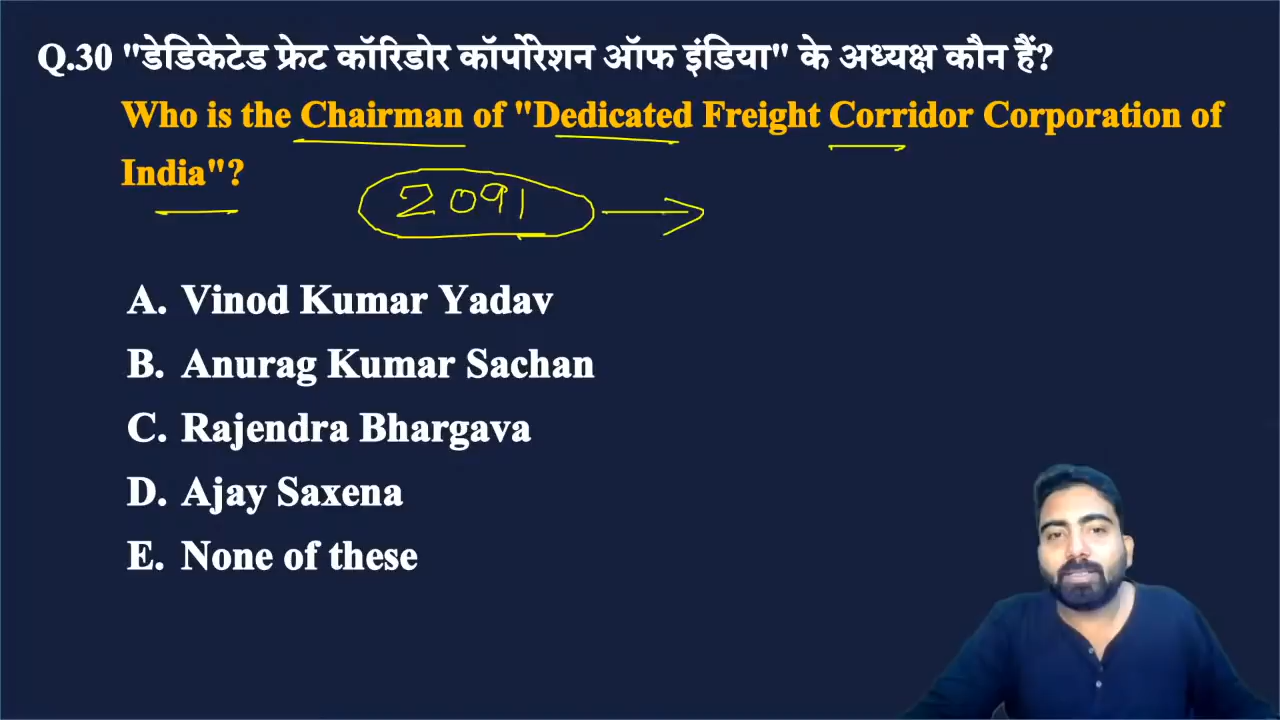 Q.30 "डेडिकेटेड फ्रेट कॉरिडोर कॉर्पोरेशन ऑफ इंडिया" के अध्यक्ष कौन हैं?
Who is the Chairman of "Dedicated Freight Corridor Corporation of
India"?
2091
A. Vinod Kumar Yadav
B. Anurag Kumar Sachan
C. Rajendra Bhargava
D. Ajay Saxena
E. None of these